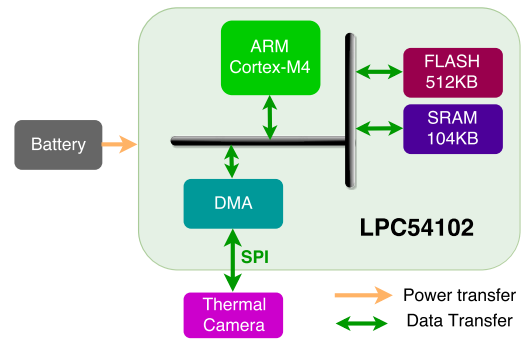 ARM
Cortex-M4
FLASH
512KB
SRAM
104KB
Battery
DMA
LPC54102
SPI
Thermal
Camera
Power transfer
Data Transfer